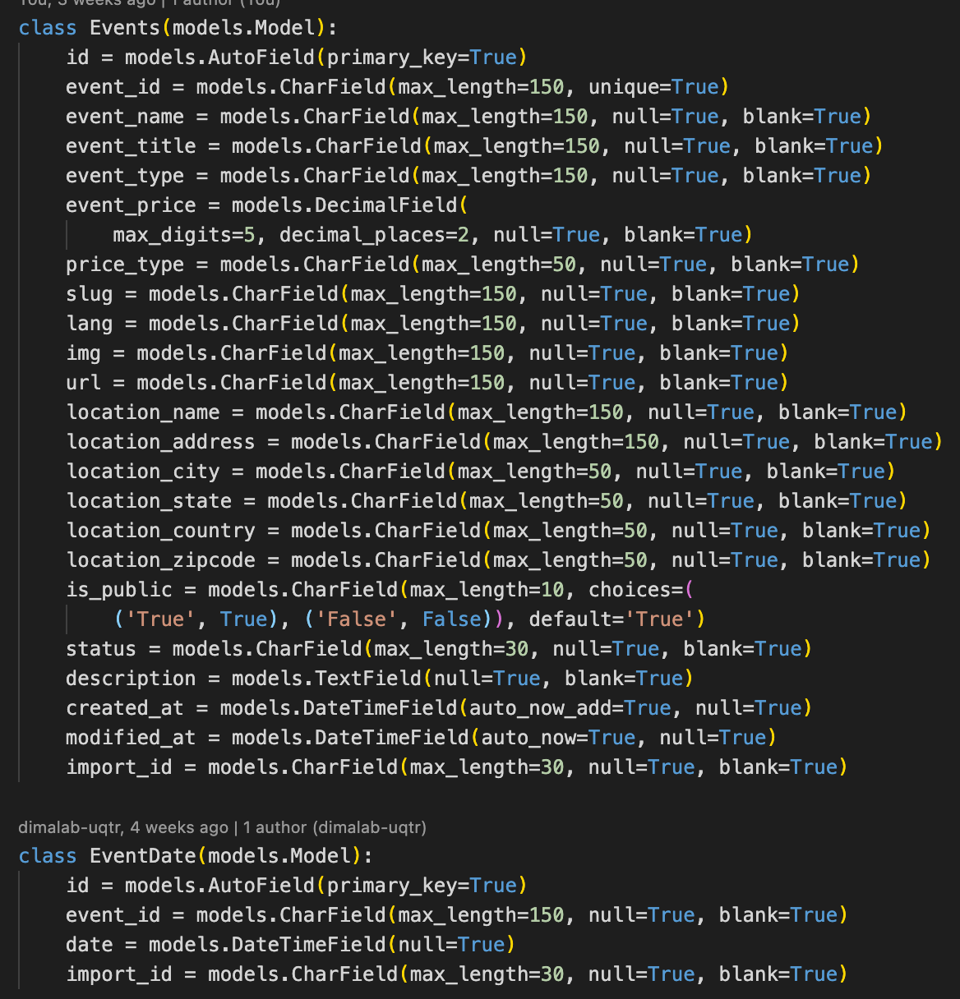 You, 3 weeks ago | 1 author (You)
class Events(models.Model):
    id = models.AutoField(primary_key=True)
    event_id = models.CharField(max_length=150, unique=True)
    event_name = models.CharField(max_length=150, null=True, blank=True)
    event_title = models.CharField(max_length=150, null=True, blank=True)
    event_type = models.CharField(max_length=150, null=True, blank=True)
    event_price = models.DecimalField(
        max_digits=5, decimal_places=2, null=True, blank=True)
    price_type = models.CharField(max_length=50, null=True, blank=True)
    slug = models.CharField(max_length=150, null=True, blank=True)
    lang = models.CharField(max_length=150, null=True, blank=True)
    img = models.CharField(max_length=150, null=True, blank=True)
    url = models.CharField(max_length=150, null=True, blank=True)
    location_name = models.CharField(max_length=150, null=True, blank=True)
    location_address = models.CharField(max_length=150, null=True, blank=True)
    location_city = models.CharField(max_length=50, null=True, blank=True)
    location_state = models.CharField(max_length=50, null=True, blank=True)
    location_country = models.CharField(max_length=50, null=True, blank=True)
    location_zipcode = models.CharField(max_length=50, null=True, blank=True)
    is_public = models.CharField(max_length=10, choices=(
        ('True', True), ('False', False)), default='True')
    status = models.CharField(max_length=30, null=True, blank=True)
    description = models.TextField(null=True, blank=True)
    created_at = models.DateTimeField(auto_now_add=True, null=True)
    modified_at = models.DateTimeField(auto_now=True, null=True)
    import_id = models.CharField(max_length=30, null=True, blank=True)
dimalab-uqtr, 4 weeks ago | 1 author (dimalab-uqtr)
class EventDate(models.Model):
    id = models.AutoField(primary_key=True)
    event_id = models.CharField(max_length=150, null=True, blank=True)
    date = models.DateTimeField(null=True)
    import_id = models.CharField(max_length=30, null=True, blank=True)